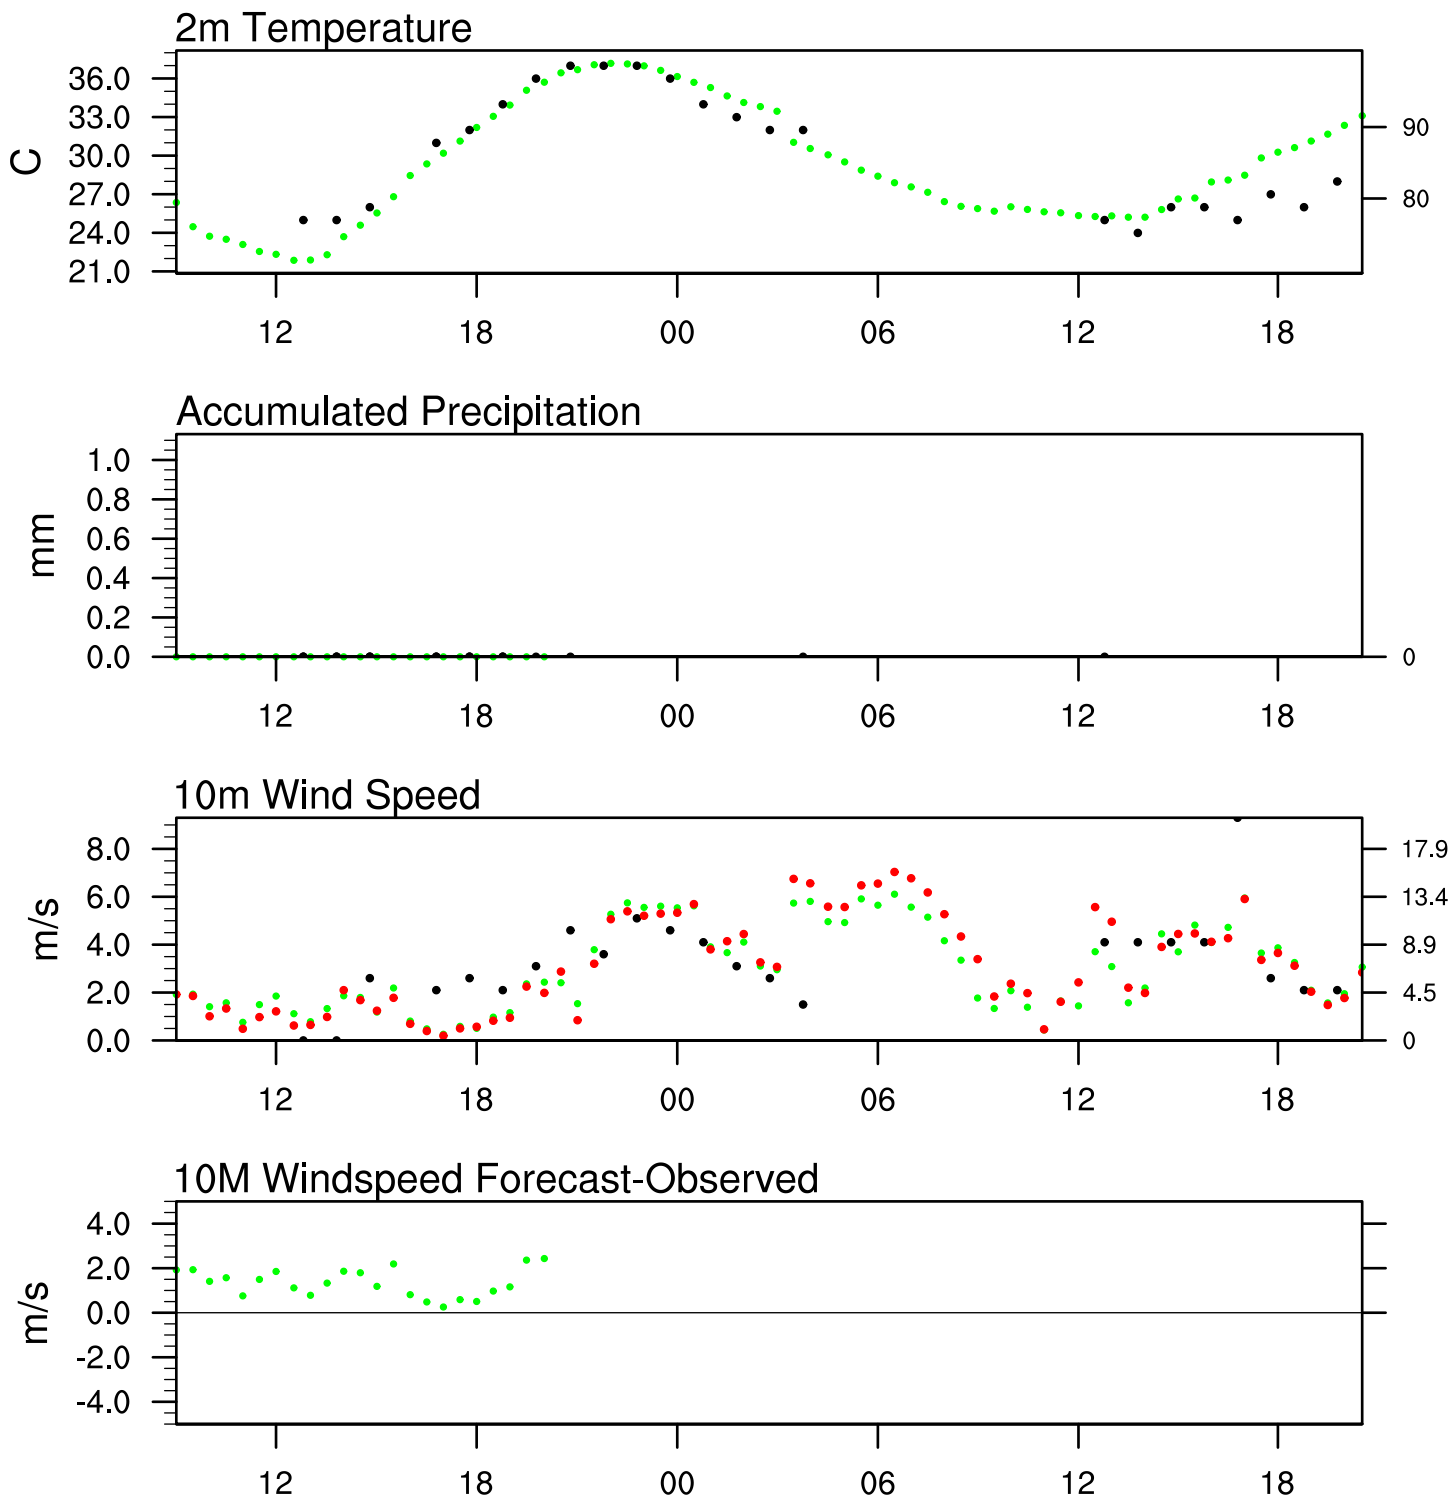 2m Temperature
36.0
33.0
30.0
27.0
24.0
21.0
C
90
80
12 18 00 06 12 18
Accumulated Precipitation
1.0
0.8
0.6
0.4
0.2
0.0
mm
0
12 18 00 06 12 18
10m Wind Speed
8.0
6.0
4.0
2.0
0.0
m/s
17.9
13.4
8.9
4.5
0
12 18 00 06 12 18
10M Windspeed Forecast-Observed
4.0
2.0
0.0
-2.0
-4.0
m/s
12 18 00 06 12 18